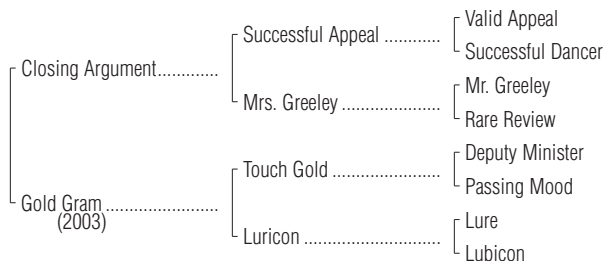 Valid Appeal
Successful Appeal ............
Successful Dancer
Closing Argument.............
Mr. Greeley
Mrs. Greeley .....................
Rare Review
Deputy Minister
Touch Gold .......................
Passing Mood
Gold Gram ........................
(2003)
Lure
Luricon .............................
Lubicon